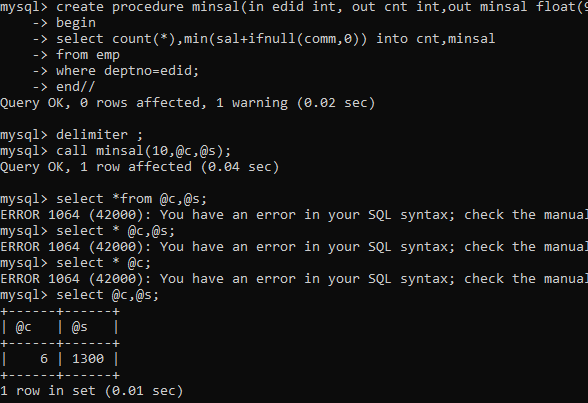 mysql> create procedure minsal(in edid int, out cnt int,out minsal float(9
    -> begin
    -> select count(*),min(sal+ifnull(comm,0)) into cnt,minsal
    -> from emp
    -> where deptno=edid;
    -> end//
Query OK, 0 rows affected, 1 warning (0.02 sec)

mysql> delimiter ;
mysql> call minsal(10,@c,@s);
Query OK, 1 row affected (0.04 sec)

mysql> select *from @c,@s;
ERROR 1064 (42000): You have an error in your SQL syntax; check the manual
mysql> select * @c,@s;
ERROR 1064 (42000): You have an error in your SQL syntax; check the manual
mysql> select * @c;
ERROR 1064 (42000): You have an error in your SQL syntax; check the manual
mysql> select @c,@s;
+------+------+
| @c   | @s   |
+------+------+
|    6 | 1300 |
+------+------+
1 row in set (0.01 sec)